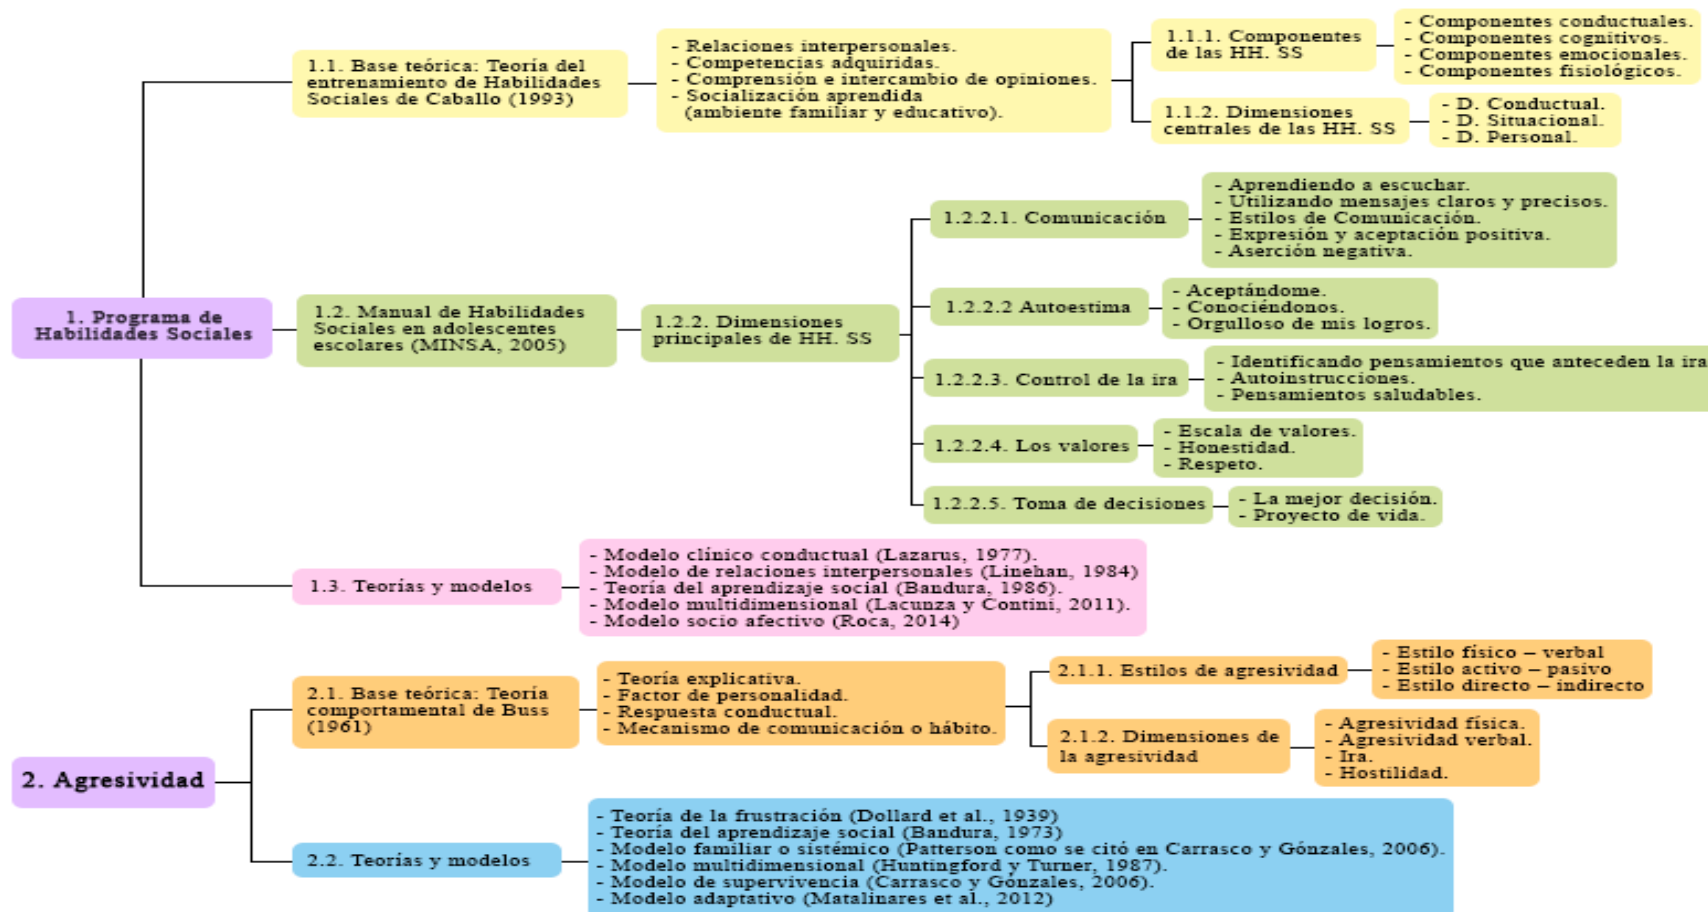 1. Programa de
Habilidades Sociales
1.1. Base teórica: Teoría del
entrenamiento de Habilidades
Sociales de Caballo (1993)
- Relaciones interpersonales.
- Competencias adquiridas.
- Comprensión e intercambio de opiniones.
- Socialización aprendida
(ambiente familiar y educativo).
1.1.1. Componentes
de las HH. SS
- Componentes conductuales.
- Componentes cognitivos.
- Componentes emocionales.
- Componentes fisiológicos.
1.1.2. Dimensiones
centrales de las HH. SS
- D. Conductual.
- D. Situacional.
- D. Personal.
1.2. Manual de Habilidades
Sociales en adolescentes
escolares (MINSA, 2005)
1.2.2. Dimensiones
principales de HH. SS
1.2.2.1. Comunicación
- Aprendiendo a escuchar.
- Utilizando mensajes claros y precisos.
- Estilos de Comunicación.
- Expresión y aceptación positiva.
- Aserción negativa.
1.2.2.2 Autoestima
- Aceptándome.
- Conociéndonos.
- Orgulloso de mis logros.
1.2.2.3. Control de la ira
- Identificando pensamientos que anteceden la ira
- Autoinstrucciones.
- Pensamientos saludables.
1.2.2.4. Los valores
- Escala de valores.
- Honestidad.
- Respeto.
1.2.2.5. Toma de decisiones
- La mejor decisión.
- Proyecto de vida.
1.3. Teorías y modelos
- Modelo clínico conductual (Lazarus, 1977).
- Modelo de relaciones interpersonales (Linehan, 1984)
- Teoría del aprendizaje social (Bandura, 1986).
- Modelo multidimensional (Lacunza y Contini, 2011).
- Modelo socio afectivo (Roca, 2014)
2. Agresividad
2.1. Base teórica: Teoría
comportamental de Buss
(1961)
- Teoría explicativa.
- Factor de personalidad.
- Respuesta conductual.
- Mecanismo de comunicación o hábito.
2.1.1. Estilos de agresividad
- Estilo físico – verbal
- Estilo activo – pasivo
- Estilo directo – indirecto
2.1.2. Dimensiones de
la agresividad
- Agresividad física.
- Agresividad verbal.
- Ira.
- Hostilidad.
2.2. Teorías y modelos
- Teoría de la frustración (Dollard et al., 1939)
- Teoría del aprendizaje social (Bandura, 1973)
- Modelo familiar o sistémico (Patterson como se citó en Carrasco y Gónzales, 2006).
- Modelo multidimensional (Huntingford y Turner, 1987).
- Modelo de supervivencia (Carrasco y Gónzales, 2006).
- Modelo adaptativo (Matalinares et al., 2012)